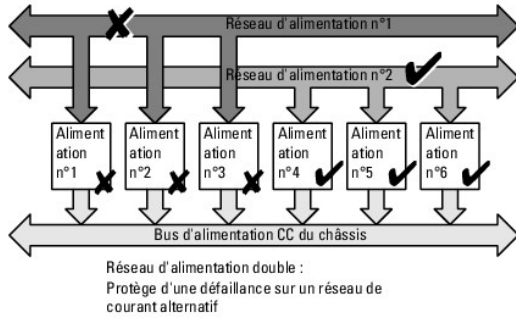 Réseau d'alimentation n°1
Réseau d'alimentation n°2
Aliment
ation
n°1
Aliment
ation
n°2
Aliment
ation
n°3
Aliment
ation
n°4
Aliment
ation
n°5
Aliment
ation
n°6
Bus d'alimentation CC du châssis
Réseau d'alimentation double :
Protège d'une défaillance sur un réseau de
courant alternatif